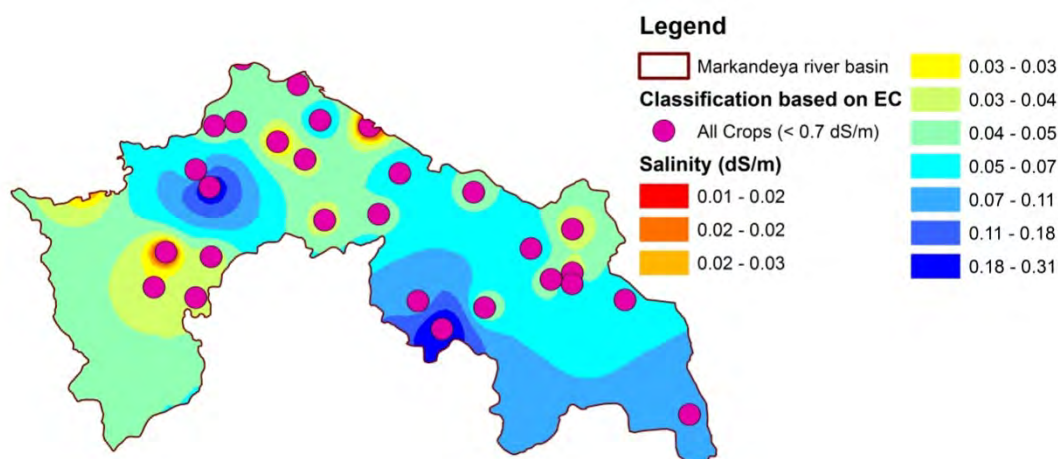 Legend
Markandeya river basin
Classification based on EC
All Crops (< 0.7 dS/m)
Salinity (dS/m)
0.01 - 0.02
0.02 - 0.02
0.02 - 0.03
0.03 - 0.03
0.03 - 0.04
0.04 - 0.05
0.05 - 0.07
0.07 - 0.11
0.11 - 0.18
0.18 - 0.31